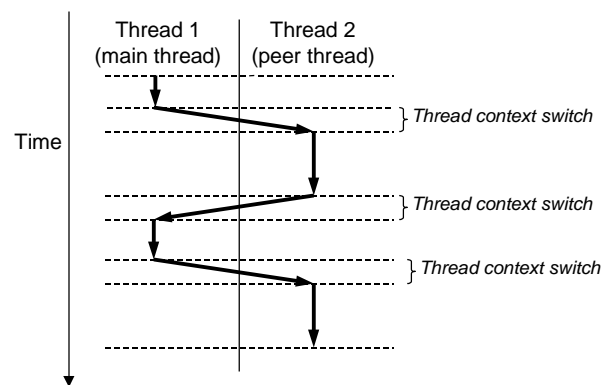 Thread 1
(main thread)
Thread 2
(peer thread)
Time
Thread context switch
Thread context switch
Thread context switch